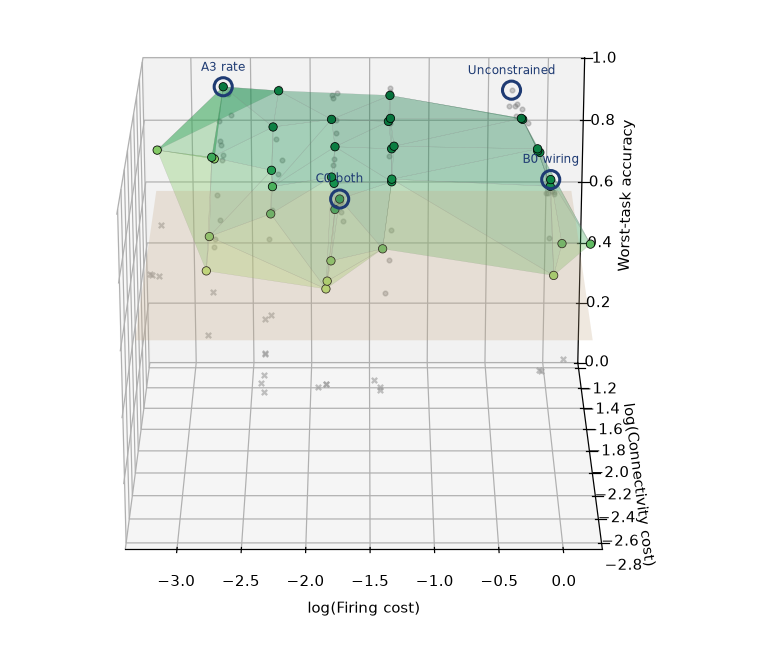 A3 rate
Unconstrained
C0 both
B0 wiring
1.0
0.8
0.6
0.4
0.2
0.0
Worst-task accuracy
−1.2
−1.4
−1.6
−1.8
−2.0
−2.2
−2.4
−2.6
−2.8
log(Connectivity cost)
−3.0 −2.5 −2.0 −1.5 −1.0 −0.5 0.0
log(Firing cost)